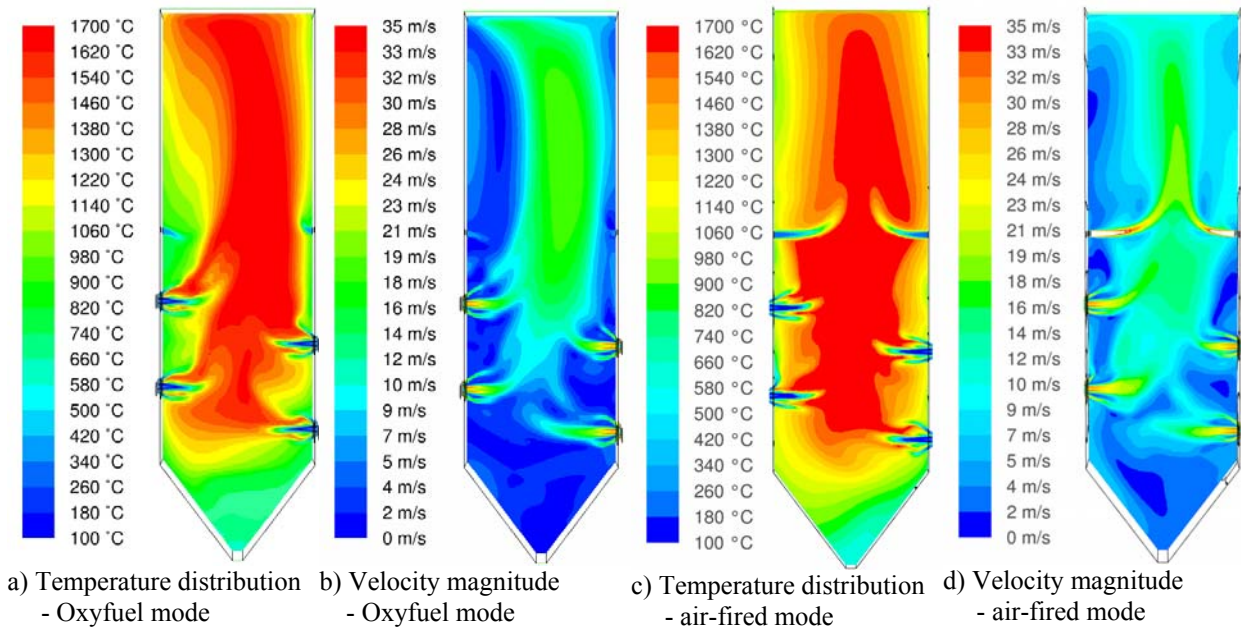 1700 ˚C
1620 ˚C
1540 ˚C
1460 ˚C
1380 ˚C
1300 ˚C
1220 ˚C
1140 ˚C
1060 ˚C
980 ˚C
900 ˚C
820 ˚C
740 ˚C
660 ˚C
580 ˚C
500 ˚C
420 ˚C
340 ˚C
260 ˚C
180 ˚C
100 ˚C
a) Temperature distribution
- Oxyfuel mode
35 m/s
33 m/s
32 m/s
30 m/s
28 m/s
26 m/s
24 m/s
23 m/s
21 m/s
19 m/s
18 m/s
16 m/s
14 m/s
12 m/s
10 m/s
9 m/s
7 m/s
5 m/s
4 m/s
2 m/s
0 m/s
b) Velocity magnitude
- Oxyfuel mode
1700 °C
1620 °C
1540 °C
1460 °C
1380 °C
1300 °C
1220 °C
1140 °C
1060 °C
980 °C
900 °C
820 °C
740 °C
660 °C
580 °C
500 °C
420 °C
340 °C
260 °C
180 °C
100 °C
c) Temperature distribution
- air-fired mode
35 m/s
33 m/s
32 m/s
30 m/s
28 m/s
26 m/s
24 m/s
23 m/s
21 m/s
19 m/s
18 m/s
16 m/s
14 m/s
12 m/s
10 m/s
9 m/s
7 m/s
5 m/s
4 m/s
2 m/s
0 m/s
d) Velocity magnitude
- air-fired mode